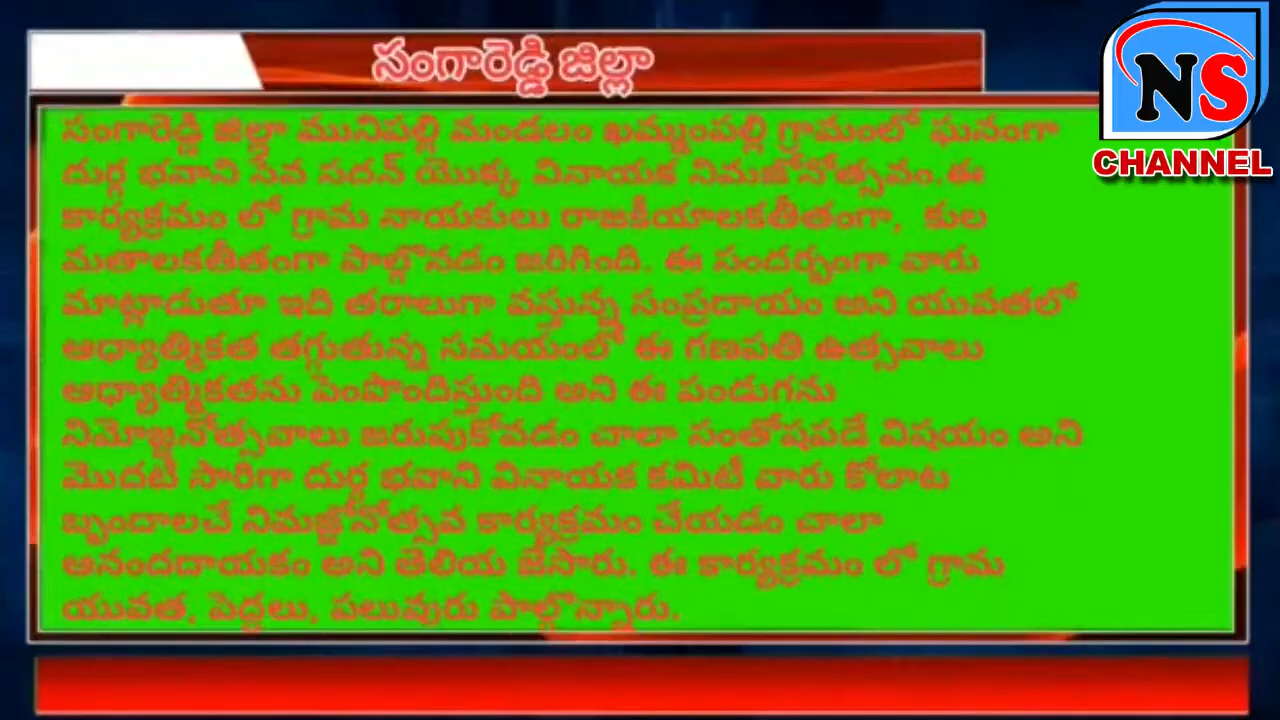 సంగారెడ్డి జిల్లా
NS
CHANNEL
సంగారెడ్డి జిల్లా మునిపల్లి మండలం ఖమ్మంపల్లి గ్రామంలో ఘనంగా
దుర్గ భవాని సేవ సదన్ యొక్క వినాయక నిమజోనోత్సవం.ఈ
కార్యక్రమం లో గ్రామ నాయకులు రాజకీయాలకతీతంగా, కుల
మతాలకతీతంగా పాల్గొనడం జరిగింది. ఈ సందర్భంగా వారు
మాట్లాడుతూ ఇది తరాలుగా వస్తున్న సంప్రదాయం అని యువతలో
ఆధ్యాత్మికత తగ్గుతున్న సమయంలో ఈ గణపతి ఉత్సవాలు
ఆధ్యాత్మికతను పెంపొందిస్తుంది అని ఈ పండుగను
నిమోజ్జనోత్సవాలు జరుపుకోవడం చాలా సంతోషపడే విషయం అని
మొదటి సారిగా దుర్గ భవాని వినాయక కమిటీ వారు కోలాట
బృందాలచే నిమజ్జోనోత్సవ కార్యక్రమం చేయడం చాలా
ఆనందదాయకం అని తెలియ జేసారు. ఈ కార్యక్రమం లో గ్రామ
యువత, పెద్దలు, పలువురు పాల్గొన్నారు.